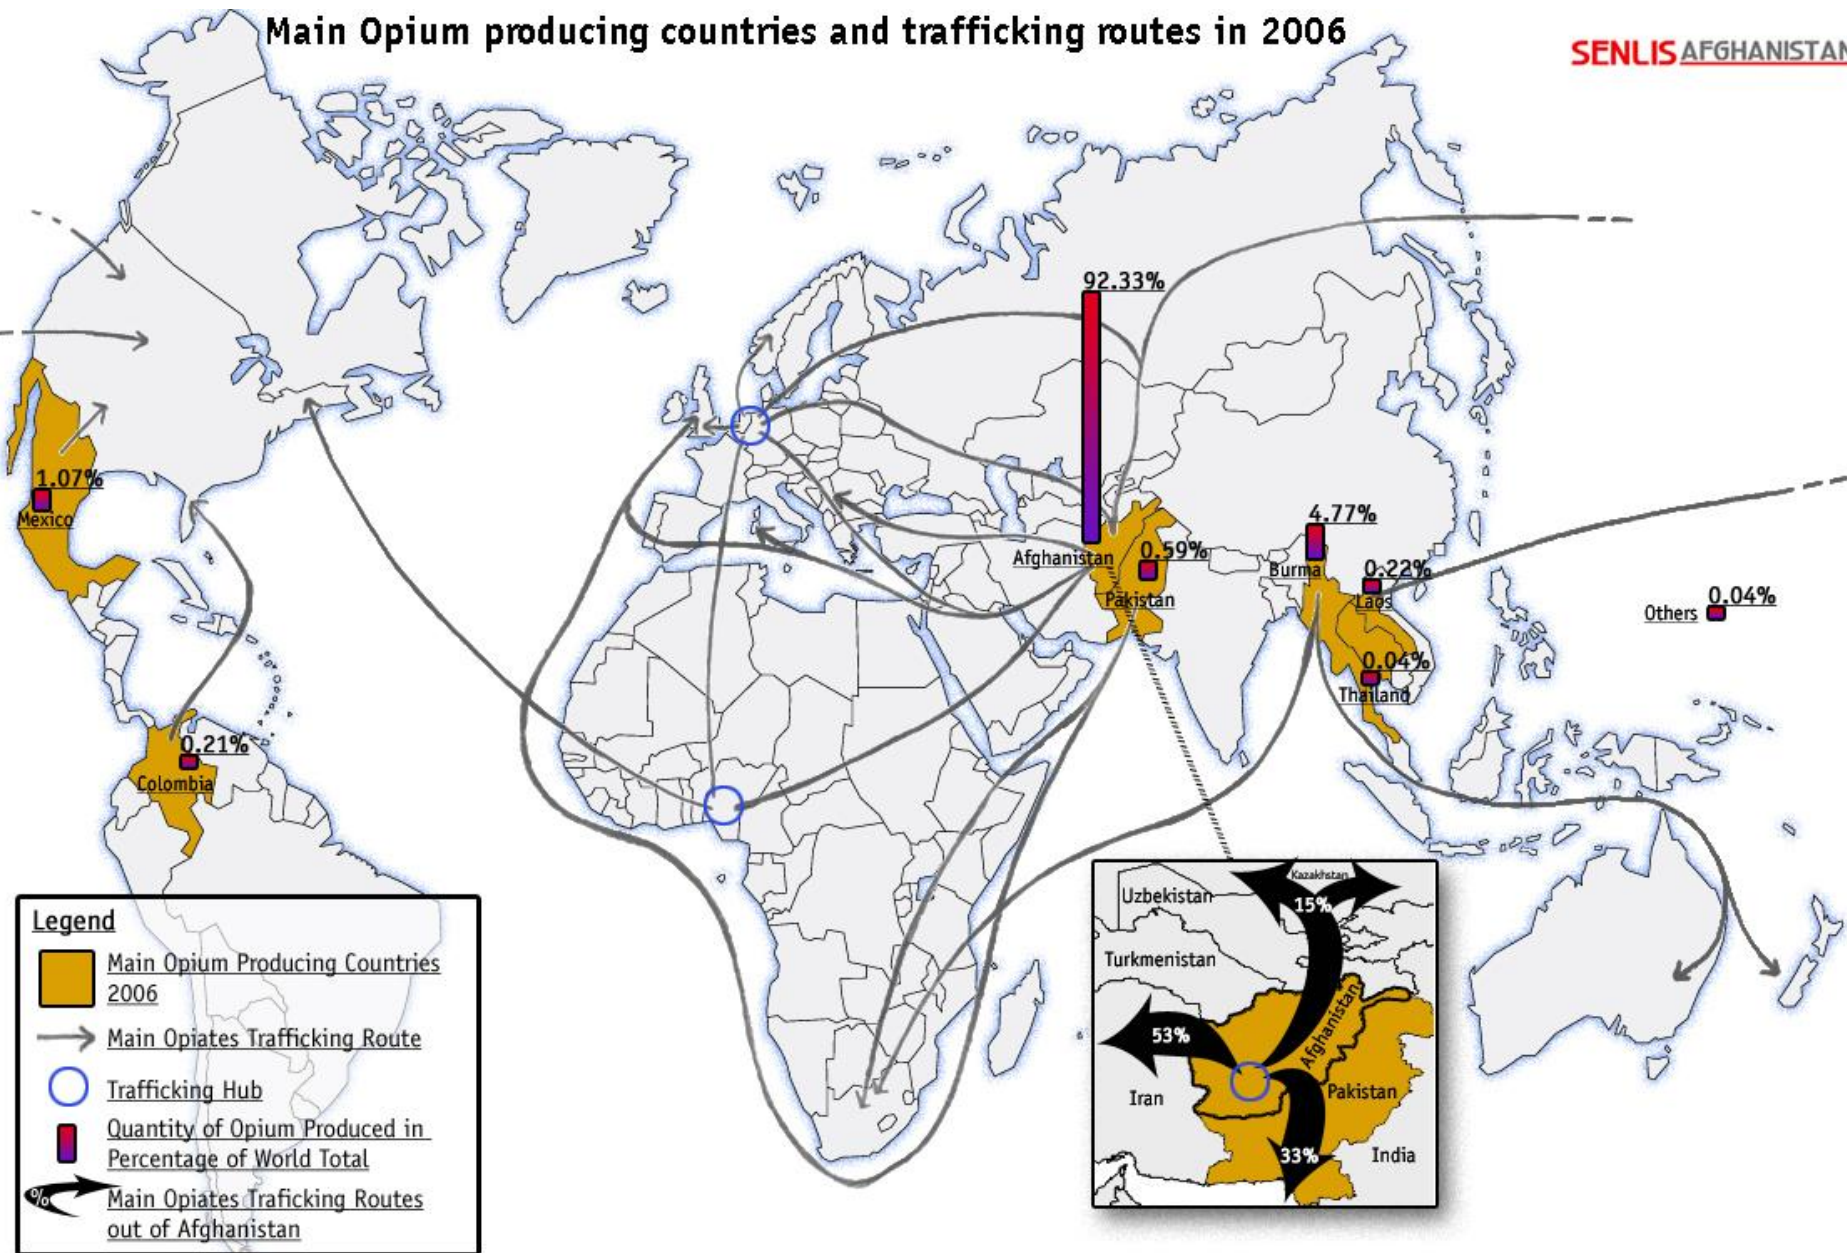 Main Opium producing countries and trafficking routes in 2006
SENLIS AFGHANISTAN
92.33%
1.07%
Mexico
4.77%
Afghanistan
0.59%
Burma
0.22%
Laos
Pakistan
Others
0.04%
0.04%
Thailand
0.21%
Colombia
Legend
Main Opium Producing Countries
2006
Main Opiates Trafficking Route
Trafficking Hub
Quantity of Opium Produced in
Percentage of World Total
%
Main Opiates Traficking Routes
out of Afghanistan
Kazakhstan
Uzbekistan
15%
Turkmenistan
Afghanistan
53%
Iran
Pakistan
33%
India